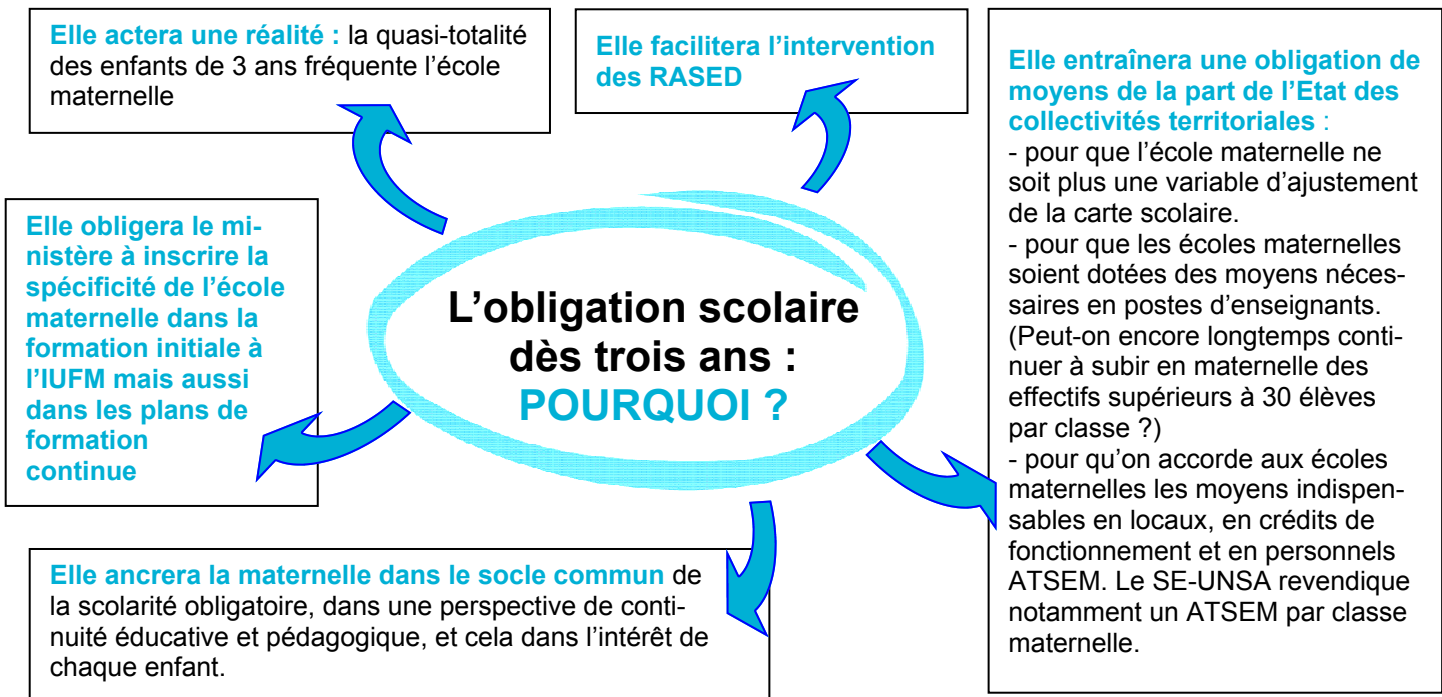 Elle actera une réalité : la quasi-totalité
des enfants de 3 ans fréquente l’école
maternelle
Elle facilitera l’intervention
des RASED
Elle entraînera une obligation de
moyens de la part de l’Etat des
collectivités territoriales :
- pour que l’école maternelle ne
soit plus une variable d’ajustement
de la carte scolaire.
- pour que les écoles maternelles
soient dotées des moyens néces-
saires en postes d’enseignants.
(Peut-on encore longtemps conti-
nuer à subir en maternelle des
effectifs supérieurs à 30 élèves
par classe ?)
- pour qu’on accorde aux écoles
maternelles les moyens indispen-
sables en locaux, en crédits de
fonctionnement et en personnels
ATSEM. Le SE-UNSA revendique
notamment un ATSEM par classe
maternelle.
Elle obligera le mi-
nistère à inscrire la
spécificité de l’école
maternelle dans la
formation initiale à
l’IUFM mais aussi
dans les plans de
formation
continue
L’obligation scolaire
dès trois ans :
POURQUOI ?
Elle ancrera la maternelle dans le socle commun de
la scolarité obligatoire, dans une perspective de conti-
nuité éducative et pédagogique, et cela dans l’intérêt de
chaque enfant.